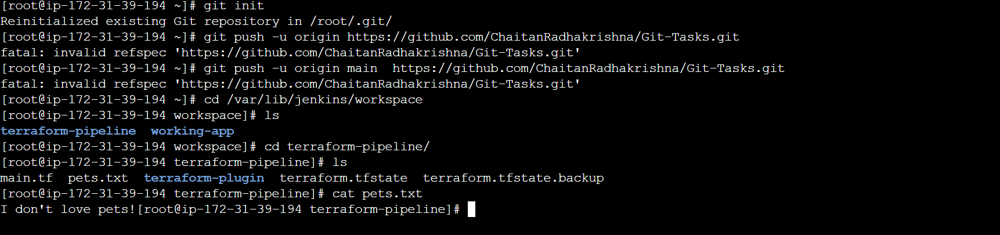 [root@ip-172-31-39-194 ~]# git init
Reinitialized existing Git repository in /root/.git/
[root@ip-172-31-39-194 ~]# git push -u origin https://github.com/ChaitanRadhakrishna/Git-Tasks.git
fatal: invalid refspec 'https://github.com/ChaitanRadhakrishna/Git-Tasks.git'
[root@ip-172-31-39-194 ~]# git push -u origin main  https://github.com/ChaitanRadhakrishna/Git-Tasks.git
fatal: invalid refspec 'https://github.com/ChaitanRadhakrishna/Git-Tasks.git'
[root@ip-172-31-39-194 ~]# cd /var/lib/jenkins/workspace
[root@ip-172-31-39-194 workspace]# ls
terraform-pipeline  working-app
[root@ip-172-31-39-194 workspace]# cd terraform-pipeline/
[root@ip-172-31-39-194 terraform-pipeline]# ls
main.tf  pets.txt  terraform-plugin  terraform.tfstate  terraform.tfstate.backup
[root@ip-172-31-39-194 terraform-pipeline]# cat pets.txt
I don't love pets![root@ip-172-31-39-194 terraform-pipeline]#